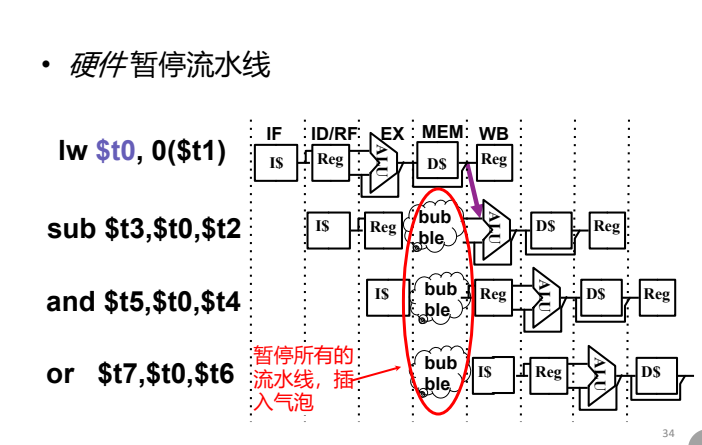 • 硬件暂停流水线
IF ID/RF EX MEM WB
lw $t0, 0($t1)
I$ Reg ALU D$ Reg
sub $t3,$t0,$t2
I$ Reg bub ble ALU D$ Reg
and $t5,$t0,$t4
I$ bub ble Reg ALU D$ Reg
or $t7,$t0,$t6
bub ble I$ Reg ALU D$
暂停所有的
流水线，插
入气泡
34